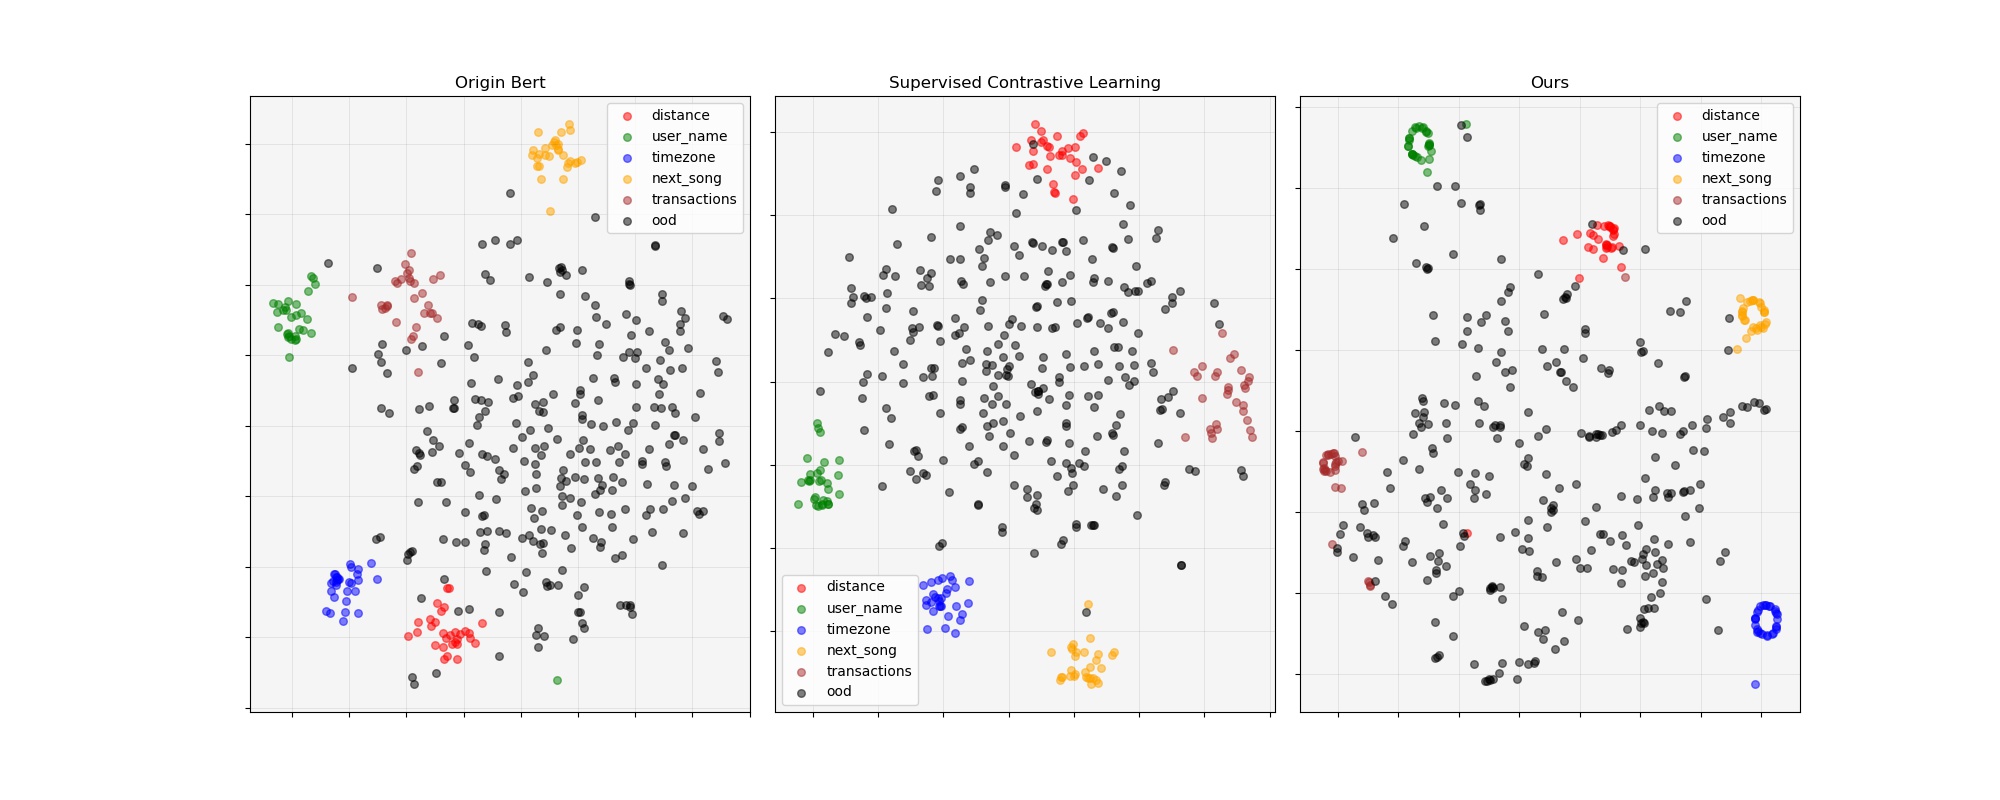 Origin Bert
distance
user_name
timezone
next_song
transactions
ood
Supervised Contrastive Learning
distance
user_name
timezone
next_song
transactions
ood
Ours
distance
user_name
timezone
next_song
transactions
ood